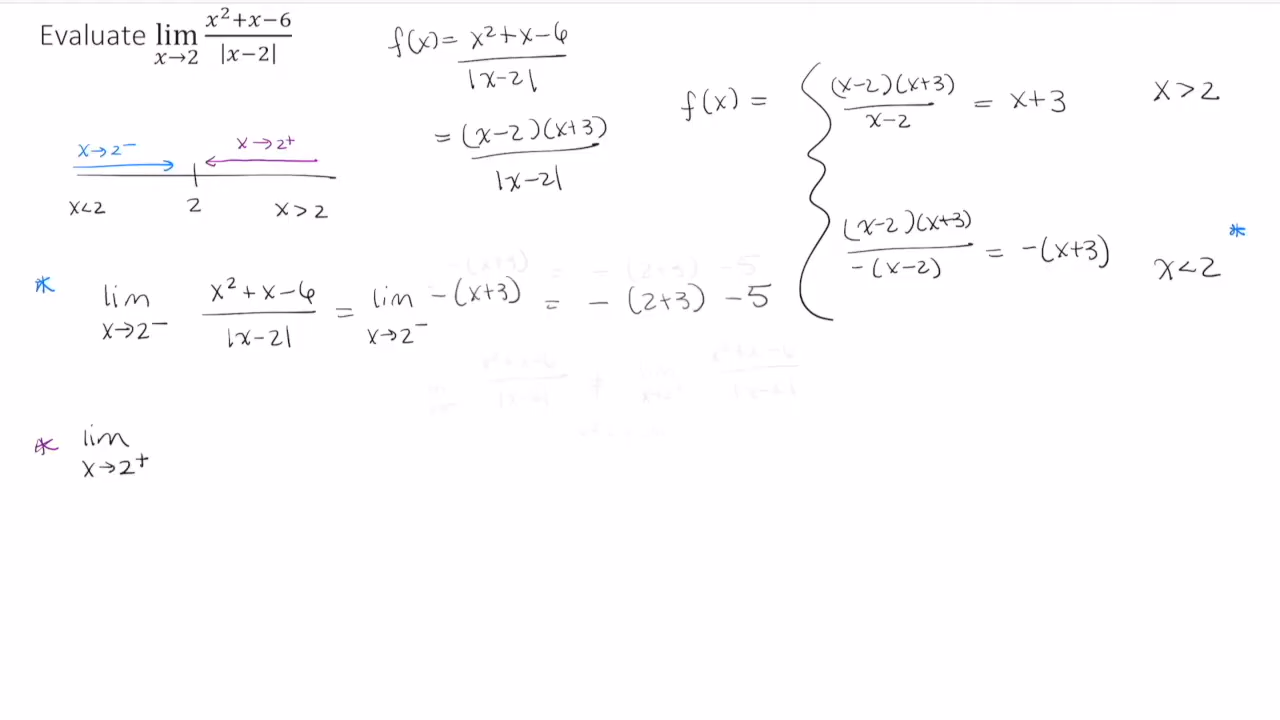 Evaluate lim x→2 x²+x−6 / |x−2|
f(x) = x²+x−6 / |x−2|
= (x−2)(x+3) / |x−2|
f(x) = { (x−2)(x+3) / x−2 = x+3 x>2
(x−2)(x+3) / −(x−2) = −(x+3) x<2 *
x→2⁻ x→2⁺
x<2 2 x>2
* lim x→2⁻ x²+x−6 / |x−2| = lim x→2⁻ −(x+3) = −(2+3) −5
* lim x→2⁺